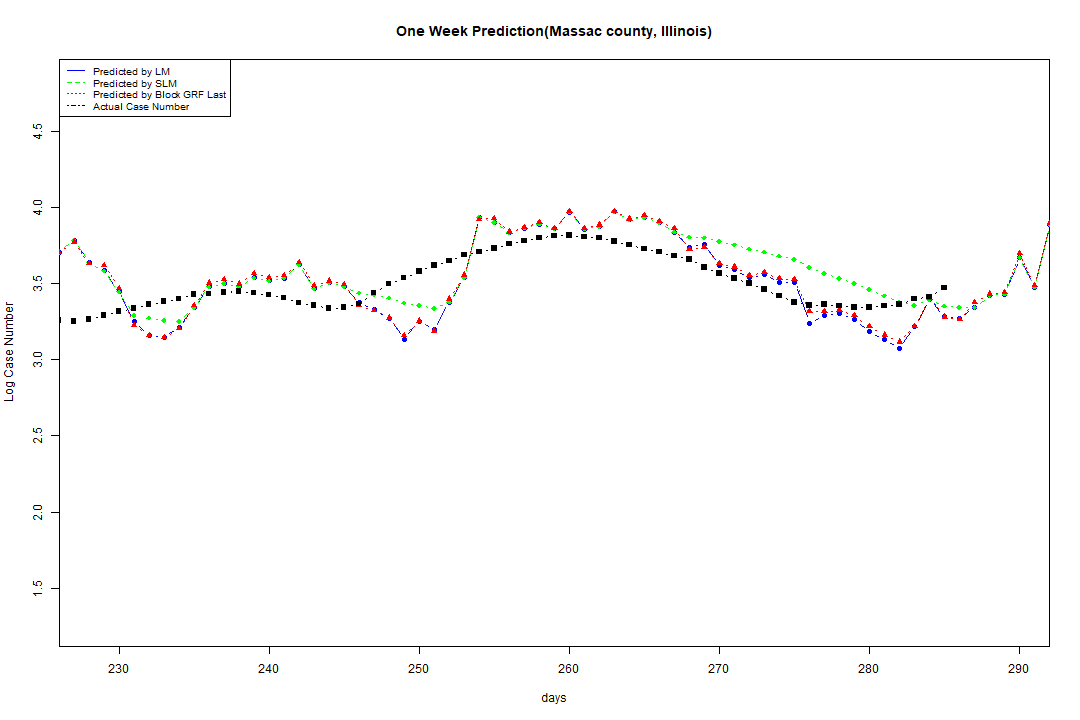 One Week Prediction(Massac county, Illinois)
Predicted by LM
Predicted by SLM
Predicted by Block GRF Last
Actual Case Number
4.5
4.0
3.5
3.0
2.5
2.0
1.5
Log Case Number
230
240
250
260
270
280
290
days